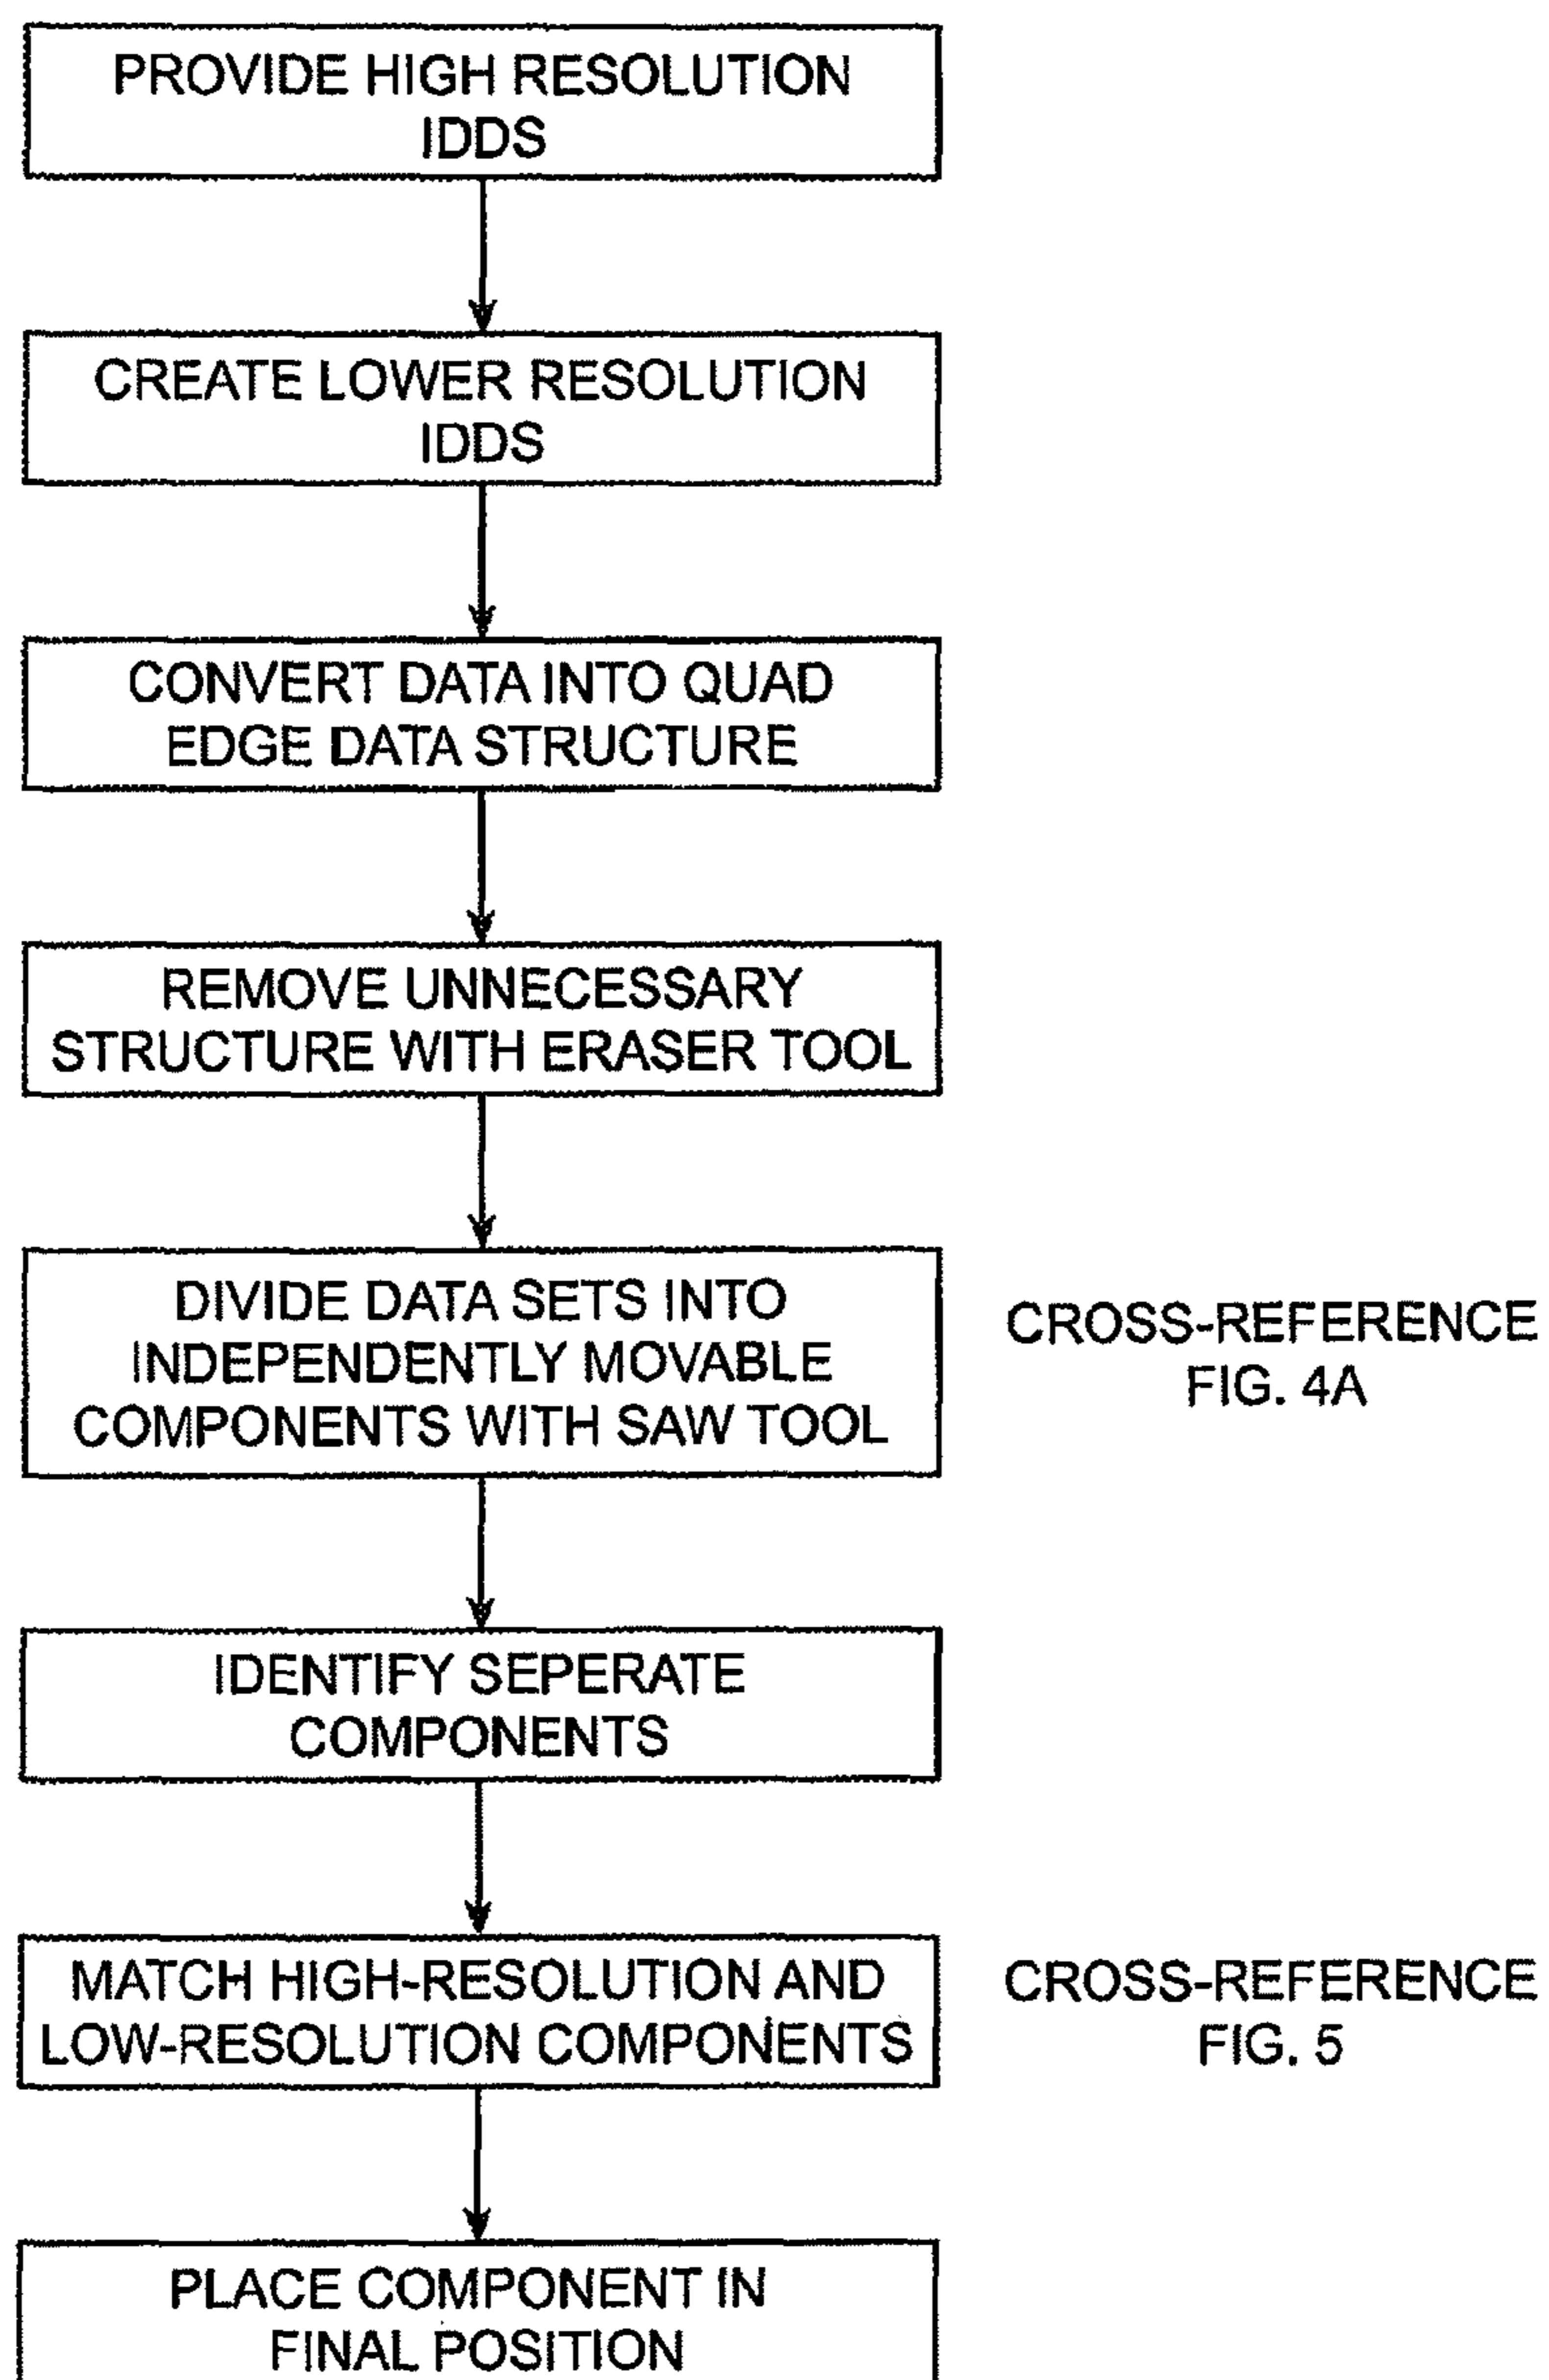 PROVIDE HIGH RESOLUTION
IDDS
CREATE LOWER RESOLUTION
IDDS
CONVERT DATA INTO QUAD
EDGE DATA STRUCTURE
REMOVE UNNECESSARY
STRUCTURE WITH ERASER TOOL
DIVIDE DATA SETS INTO
INDEPENDENTLY MOVABLE
COMPONENTS WITH SAW TOOL
CROSS-REFERENCE
FIG. 4A
IDENTIFY SEPERATE
COMPONENTS
MATCH HIGH-RESOLUTION AND
LOW-RESOLUTION COMPONENTS
CROSS-REFERENCE
FIG. 5
PLACE COMPONENT IN
FINAL POSITION